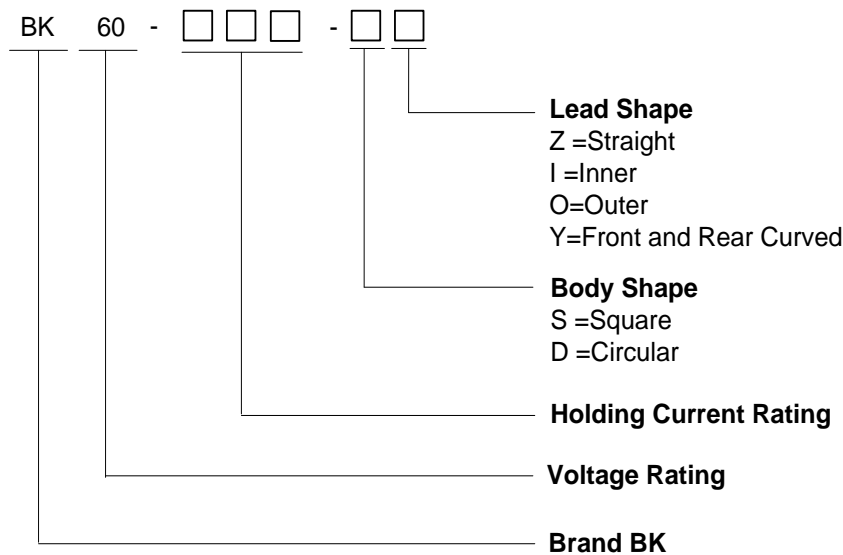 BK 60 - □□□ - □□
Lead Shape
Z =Straight
I =Inner
O=Outer
Y=Front and Rear Curved
Body Shape
S =Square
D =Circular
Holding Current Rating
Voltage Rating
Brand BK